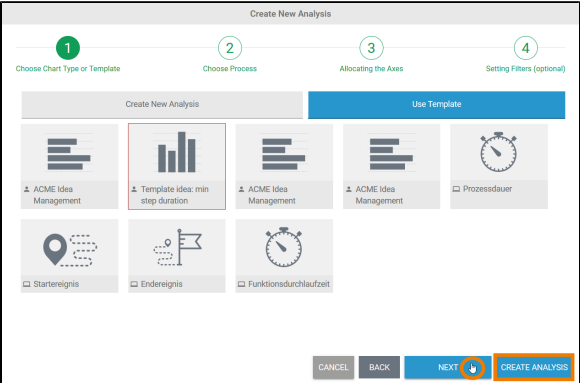 Create New Analysis
1
2
3
4
Choose Chart Type or Template
Choose Process
Allocating the Axes
Setting Filters (optional)
Create New Analysis
Use Template
ACME Idea
Management
Template idea: min
step duration
ACME Idea
Management
ACME Idea
Management
Prozessdauer
Startereignis
Endereignis
Funktionsdurchlaufzeit
CANCEL
BACK
NEXT
CREATE ANALYSIS